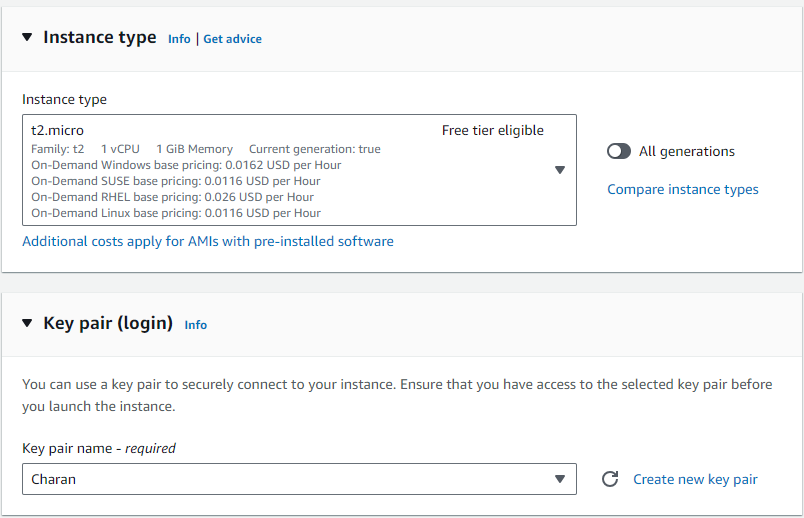 Instance type Info | Get advice
Instance type
t2.micro Free tier eligible
Family: t2 1 vCPU 1 GiB Memory Current generation: true
On-Demand Windows base pricing: 0.0162 USD per Hour
On-Demand SUSE base pricing: 0.0116 USD per Hour
On-Demand RHEL base pricing: 0.026 USD per Hour
On-Demand Linux base pricing: 0.0116 USD per Hour
All generations
Compare instance types
Additional costs apply for AMIs with pre-installed software
Key pair (login) Info
You can use a key pair to securely connect to your instance. Ensure that you have access to the selected key pair before
you launch the instance.
Key pair name - required
Charan
Create new key pair